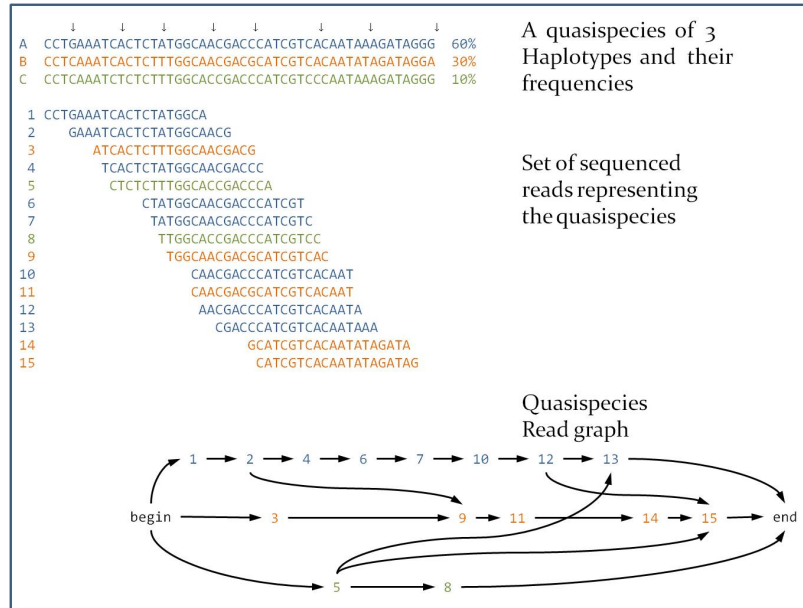 ↓ ↓ ↓ ↓ ↓ ↓ ↓ ↓
A CCTGAAATCACTCTATGGCAACGACCCATCGTCACAATAAAGATAGGG 60%
B CCTCAAATCACTCTTTGGCAACGACGCATCGTCACAATATAGATAGGA 30%
C CCTCAAATCTCTCTTTGGCACCGACCCATCGTCCCAATAAAGATAGGG 10%
A quasispecies of 3
Haplotypes and their
frequencies
1 CCTGAAATCACTCTATGGCA
2 GAAATCACTCTATGGCAACG
3 ATCACTCTTTGGCAACGACG
4 TCACTCTATGGCAACGACCC
5 CTCTCTTTGGCACCGACCCA
6 CTATGGCAACGACCCATCGT
7 TATGGCAACGACCCATCGTC
8 TTGGCACCGACCCATCGTCC
9 TGGCAACGACGCATCGTCAC
10 CAACGACCCATCGTCACAAT
11 CAACGACGCATCGTCACAAT
12 AACGACCCATCGTCACAATA
13 CGACCCATCGTCACAATAAA
14 GCATCGTCACAATATAGATA
15 CATCGTCACAATATAGATAG
Set of sequenced
reads representing
the quasispecies
Quasispecies
Read graph
1 2 4 6 7 10 12 13
begin 3 9 11 14 15 end
5 8